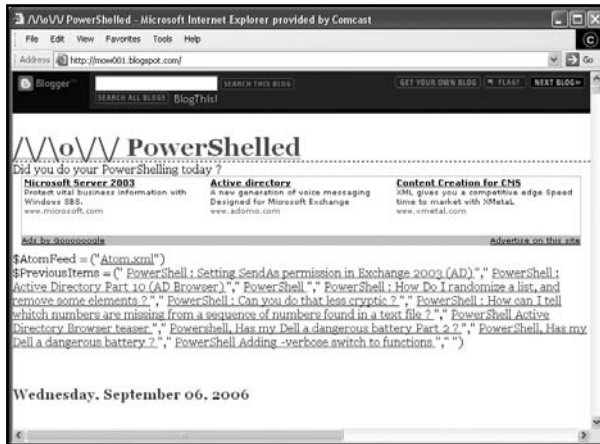 /\/\o\/\/ PowerShelled - Microsoft Internet Explorer provided by Comcast
File Edit View Favorites Tools Help
Address http://mow001.blogspot.com/ Go
Blogger SEARCH THIS BLOG GET YOUR OWN BLOG FLAG? NEXT BLOG»
SEARCH ALL BLOGS BlogThis!
/\/\o\/\/ PowerShelled
Did you do your PowerShelling today ?
Microsoft Server 2003 Active directory Content Creation for CMS
Protect vital business information with A new generation of voice messaging XML gives you a competitive edge Speed
Windows SBS. Designed for Microsoft Exchange time to market with XMetaL
www.microsoft.com www.adomo.com www.xmetal.com
Ads by Goooooogle Advertise on this site
$AtomFeed = ("Atom.xml")
$PreviousItems = (" PowerShell : Setting SendAs permission in Exchange 2003 (AD) "," PowerShell :
Active Directory Part 10 (AD Browser) "," PowerShell "," PowerShell : How Do I randomize a list, and
remove some elements ? "," PowerShell : Can you do that less cryptic ? "," PowerShell : How can I tell
whitch numbers are missing from a sequence of numbers found in a text file ? "," PowerShell Active
Directory Browser teaser "," Powershell, Has my Dell a dangerous battery Part 2 ? "," PowerShell, Has my
Dell a dangerous battery ? "," PowerShell Adding -verbose switch to functions "," ")
Wednesday, September 06, 2006